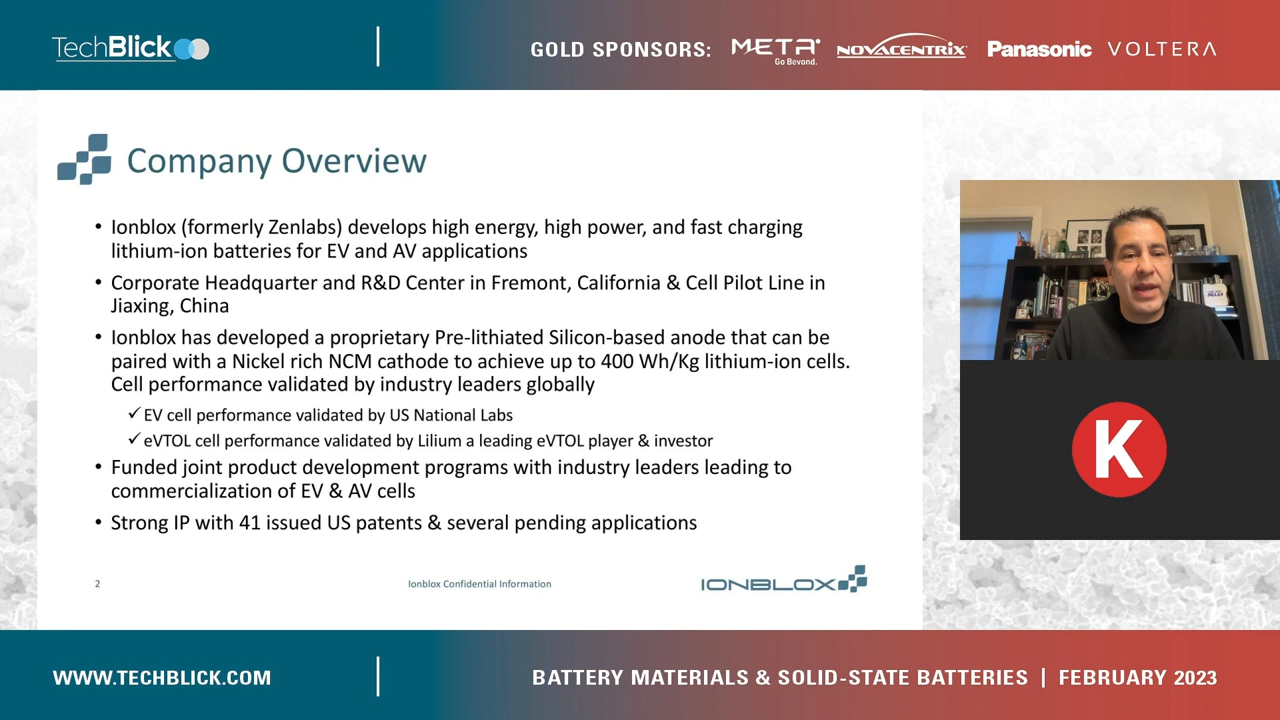 TechBlick
GOLD SPONSORS:
META
Go Beyond.
NOVACENTRIX
Panasonic
VOLTERA
Company Overview
• Ionblox (formerly Zenlabs) develops high energy, high power, and fast charging
lithium-ion batteries for EV and AV applications
• Corporate Headquarter and R&D Center in Fremont, California & Cell Pilot Line in
Jiaxing, China
• Ionblox has developed a proprietary Pre-lithiated Silicon-based anode that can be
paired with a Nickel rich NCM cathode to achieve up to 400 Wh/Kg lithium-ion cells.
Cell performance validated by industry leaders globally
✓ EV cell performance validated by US National Labs
✓ eVTOL cell performance validated by Lilium a leading eVTOL player & investor
• Funded joint product development programs with industry leaders leading to
commercialization of EV & AV cells
• Strong IP with 41 issued US patents & several pending applications
2
Ionblox Confidential Information
IONBLOX
K
WWW.TECHBLICK.COM
BATTERY MATERIALS & SOLID-STATE BATTERIES | FEBRUARY 2023